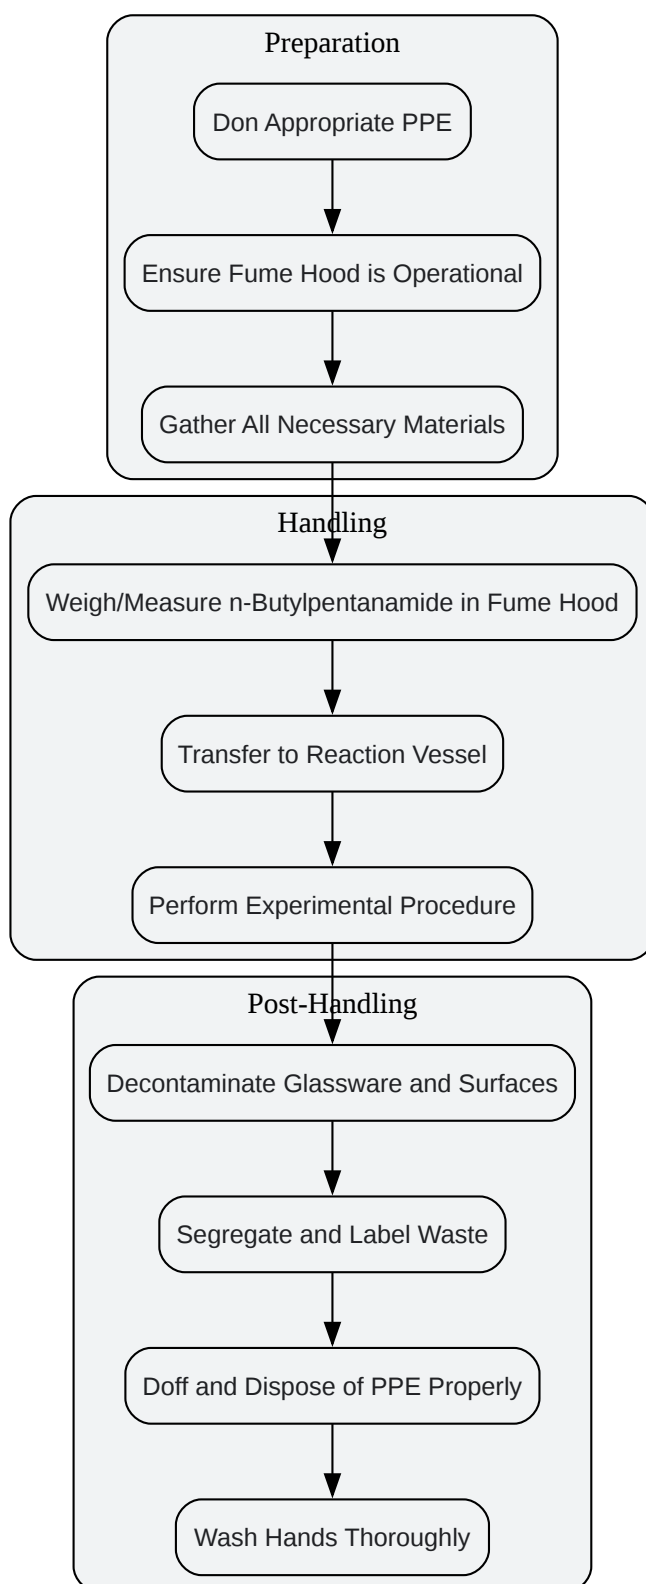 Preparation
Don Appropriate PPE
Ensure Fume Hood is Operational
Gather All Necessary Materials
Handling
Weigh/Measure n-Butylpentanamide in Fume Hood
Transfer to Reaction Vessel
Perform Experimental Procedure
Post-Handling
Decontaminate Glassware and Surfaces
Segregate and Label Waste
Doff and Dispose of PPE Properly
Wash Hands Thoroughly